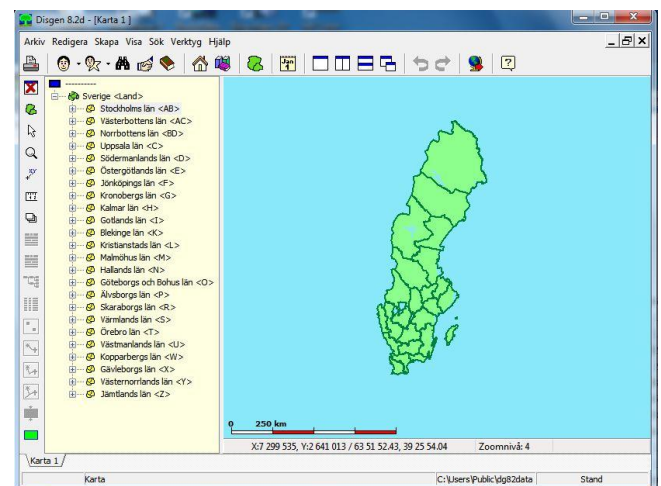 Disgen 8.2d - [Karta 1 ]
Arkiv Redigera Skapa Visa Sök Verktyg Hjälp
Jan 1
----------
Sverige <Land>
Stockholms län <AB>
Västerbottens län <AC>
Norrbottens län <BD>
Uppsala län <C>
Södermanlands län <D>
Östergötlands län <E>
Jönköpings län <F>
Kronobergs län <G>
Kalmar län <H>
Gotlands län <I>
Blekinge län <K>
Kristianstads län <L>
Malmöhus län <M>
Hallands län <N>
Göteborgs och Bohus län <O>
Älvsborgs län <P>
Skaraborgs län <R>
Värmlands län <S>
Örebro län <T>
Västmanlands län <U>
Kopparbergs län <W>
Gävleborgs län <X>
Västernorrlands län <Y>
Jämtlands län <Z>
0 250 km
X:7 299 535, Y:2 641 013 / 63 51 52.43, 39 25 54.04 Zoomnivå: 4
Karta 1
Karta C:\Users\Public\dg82data Stand